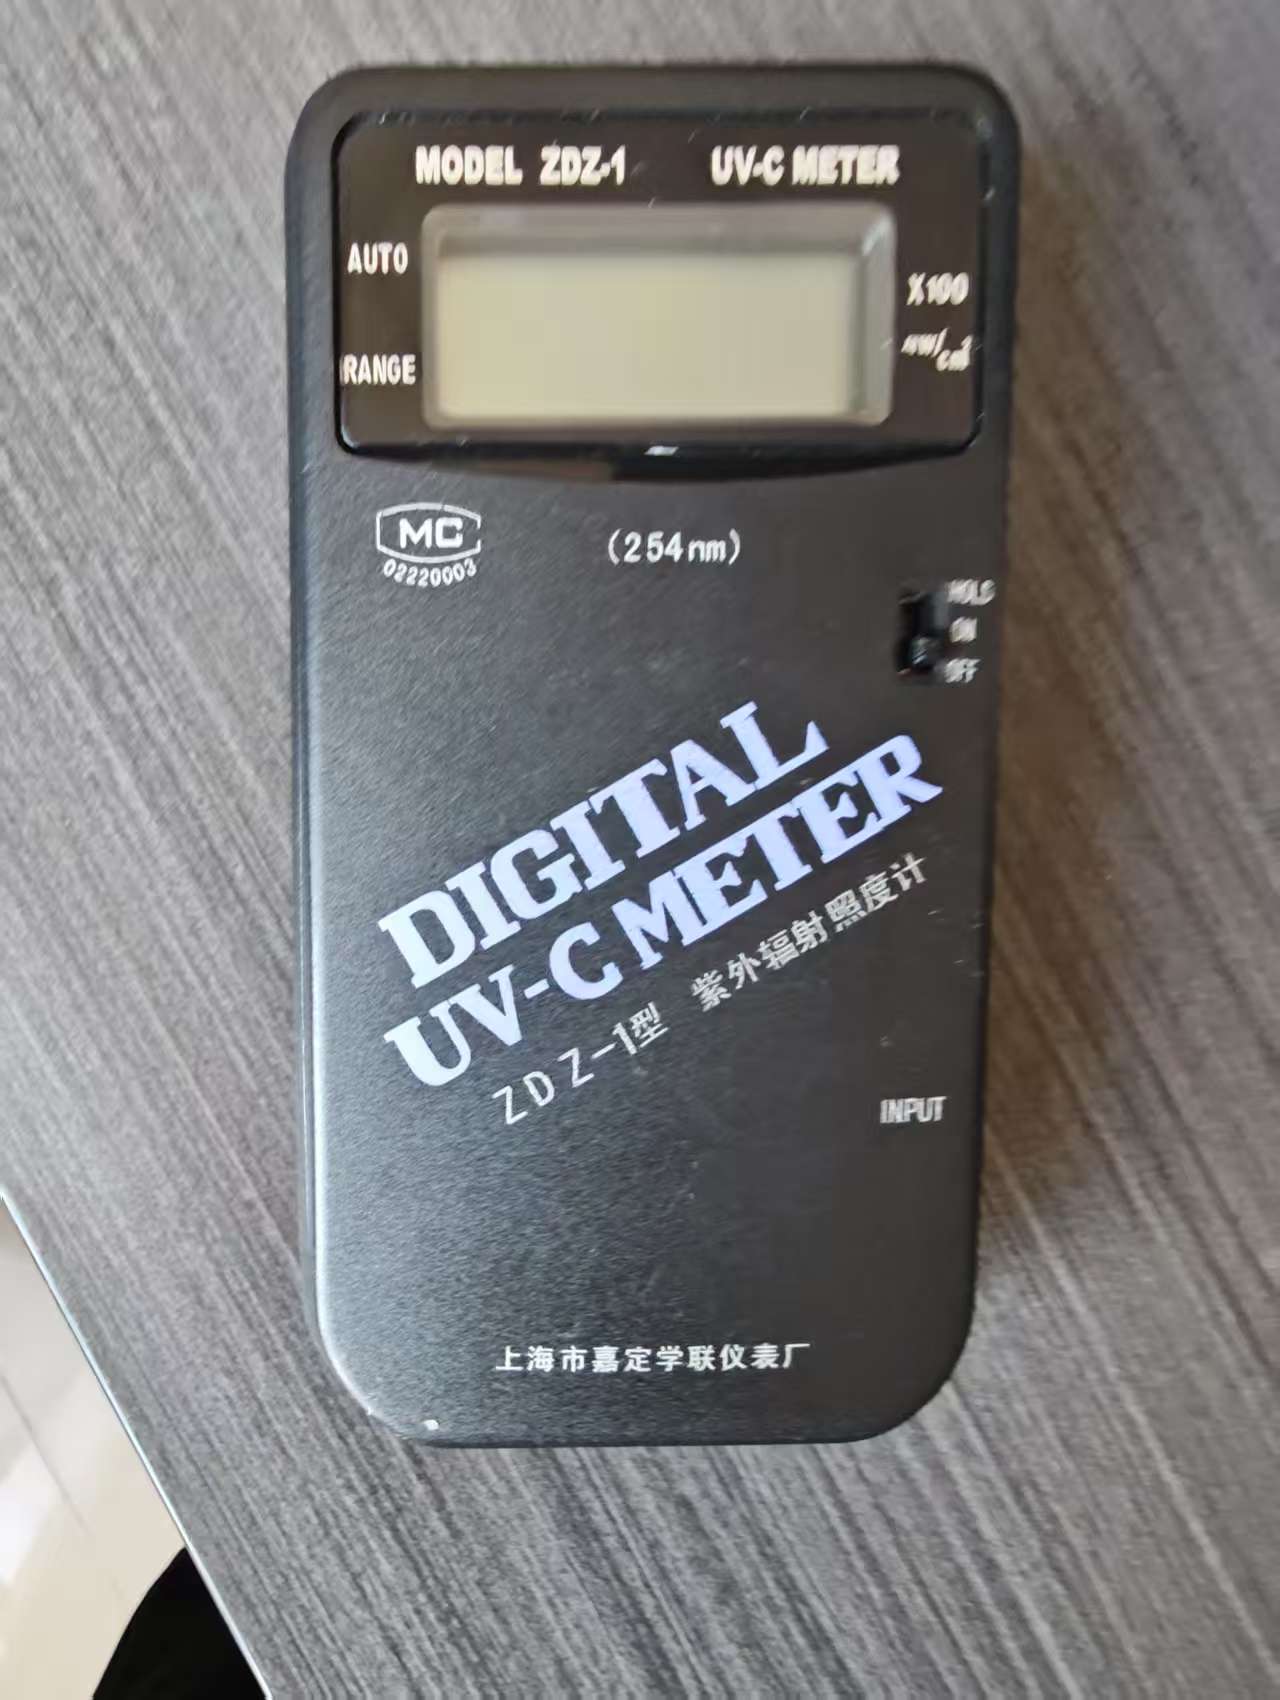 MODEL ZDZ-1 UV-C METER
AUTO
X100
RANGE
μW/cm²
MC
02220003
(254nm)
HOLD
ON
OFF
DIGITAL
UV-C METER
ZDZ-1型 紫外辐射照度计
INPUT
上海市嘉定学联仪表厂